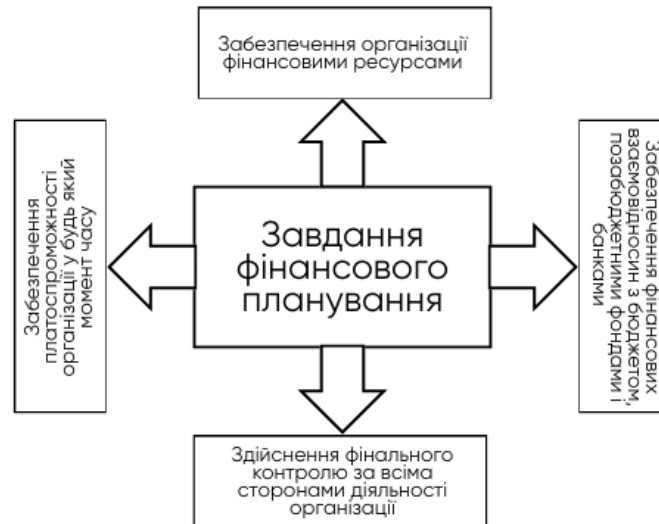 Забезпечення організації
фінансовими ресурсами
Забезпечення
платоспроможності
організації у будь який
момент часу
Завдання
фінансового
планування
Забезпечення фінансових
взаємовідносин з бюджетом,
позабюджетними фондами і
банками
Здійснення фінального
контролю за всіма
сторонами діяльності
організації